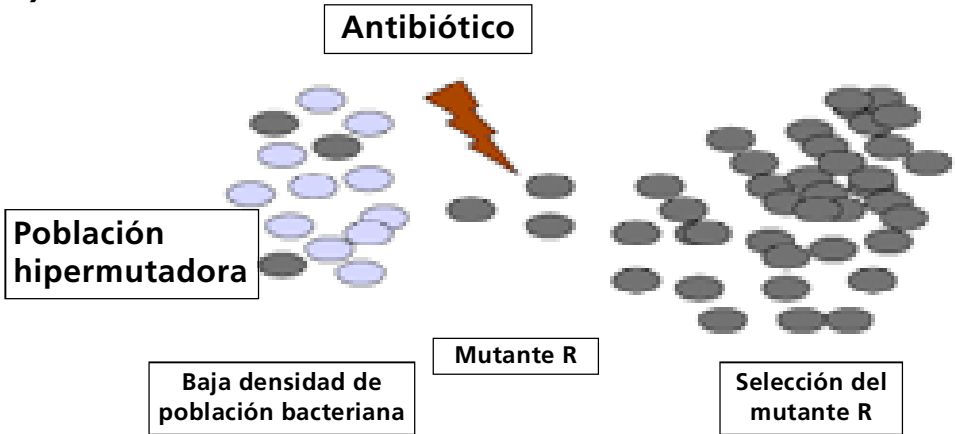 Antibiótico
Población
hipermutadora
Mutante R
Baja densidad de
población bacteriana
Selección del
mutante R